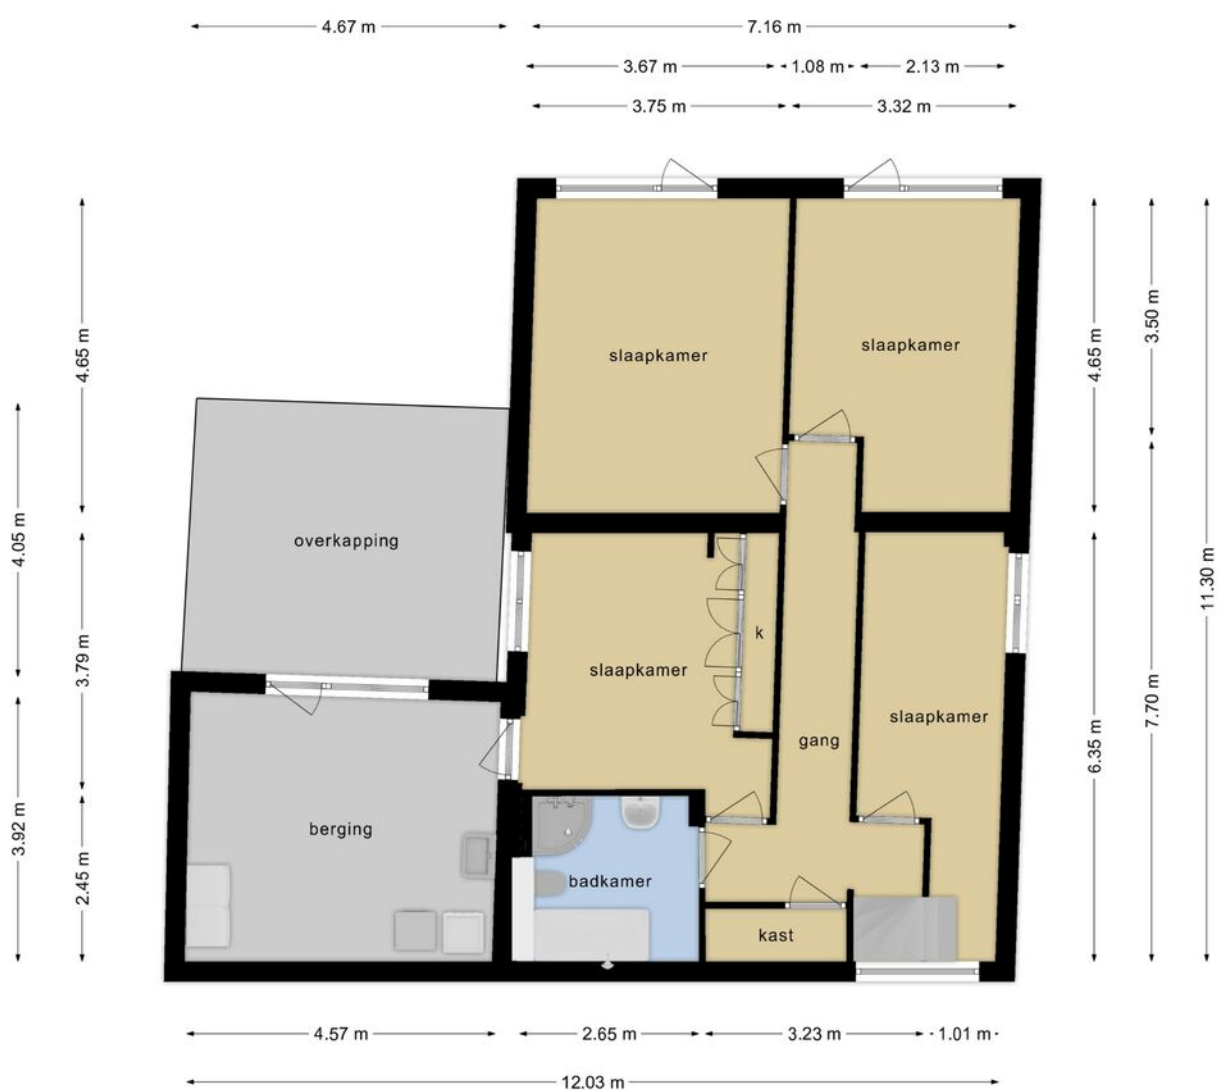 4.67 m
7.16 m
3.67 m
1.08 m
2.13 m
3.75 m
3.32 m
4.65 m
4.05 m
3.79 m
3.92 m
2.45 m
slaapkamer
slaapkamer
overkapping
slaapkamer
k
gang
slaapkamer
berging
badkamer
kast
4.65 m
3.50 m
11.30 m
7.70 m
6.35 m
4.57 m
2.65 m
3.23 m
1.01 m
12.03 m